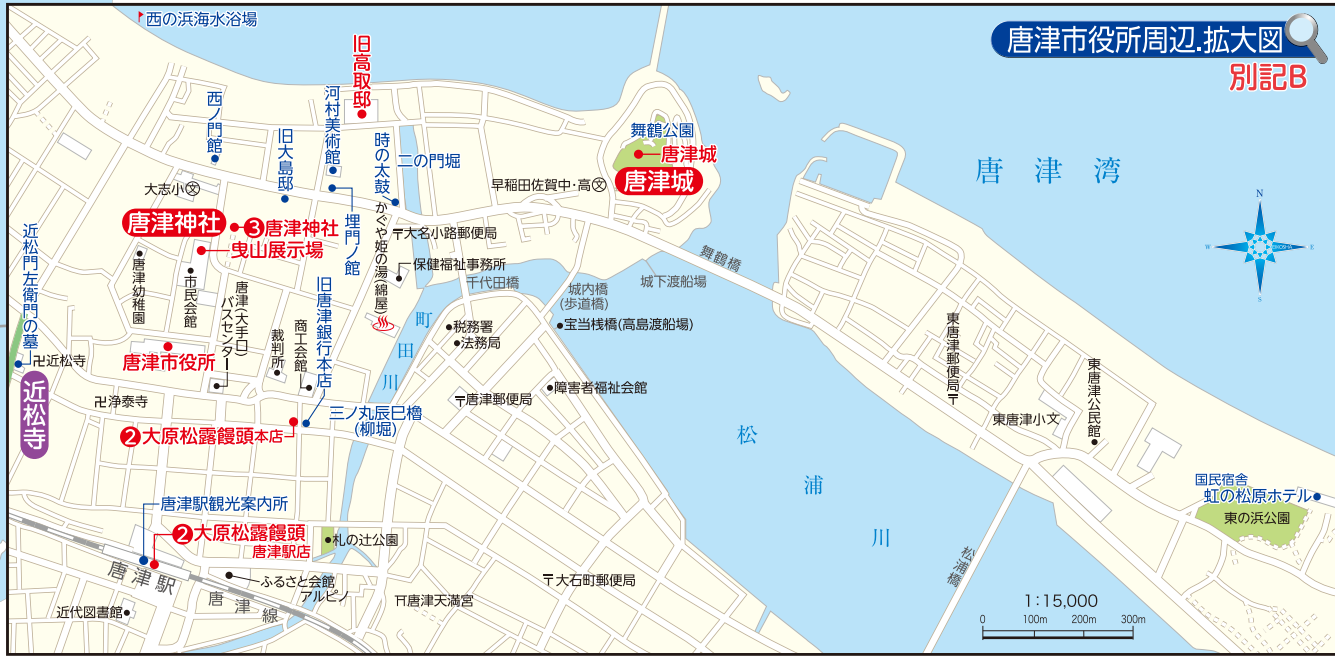 西の浜海水浴場
唐津市役所周辺.拡大図
別記B
旧高取邸
西ノ門館
河村美術館
旧大島邸
時の太鼓
二の門堀
舞鶴公園
唐津城
唐津城
早稲田佐賀中・高文
唐津湾
大志小文
唐津神社
❸唐津神社
曳山展示場
埋門ノ館
かぐや姫の湯(綿屋)
〒大名小路郵便局
保健福祉事務所
千代田橋
城内橋
(歩道橋)
城下渡船場
舞鶴橋
N
W
E
S
近松門左衛門の墓
唐津幼稚園
市民会館
唐津(大手口)
バスセンター
裁判所
商工会館
旧唐津銀行本店
町田川
税務署
法務局
宝当桟橋(高島渡船場)
唐津市役所
卍近松寺
近松寺
卍浄泰寺
障害者福祉会館
〒唐津郵便局
三ノ丸辰巳櫓
(柳堀)
❷大原松露饅頭本店
東唐津郵便局〒
東唐津小文
東唐津公民館
松浦川
国民宿舎
虹の松原ホテル
東の浜公園
唐津駅観光案内所
❷大原松露饅頭
唐津駅店
札の辻公園
唐津駅
ふるさと会館
アルピノ
唐津線
近代図書館
〒大石町郵便局
唐津天満宮
松浦橋
1:15,000
0 100m 200m 300m